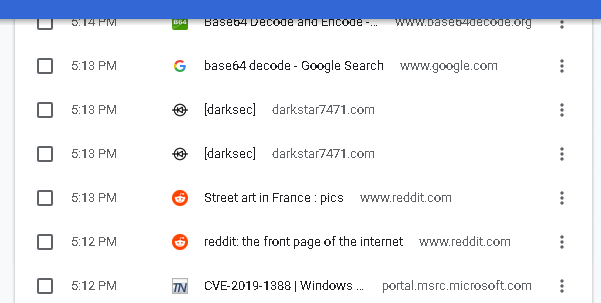 5:14 PM B64 Base64 Decode and Encode -... www.base64decode.org
5:13 PM base64 decode - Google Search www.google.com
5:13 PM [darksec] darkstar7471.com
5:13 PM [darksec] darkstar7471.com
5:13 PM Street art in France : pics www.reddit.com
5:12 PM reddit: the front page of the internet www.reddit.com
5:12 PM TN CVE-2019-1388 | Windows ... portal.msrc.microsoft.com